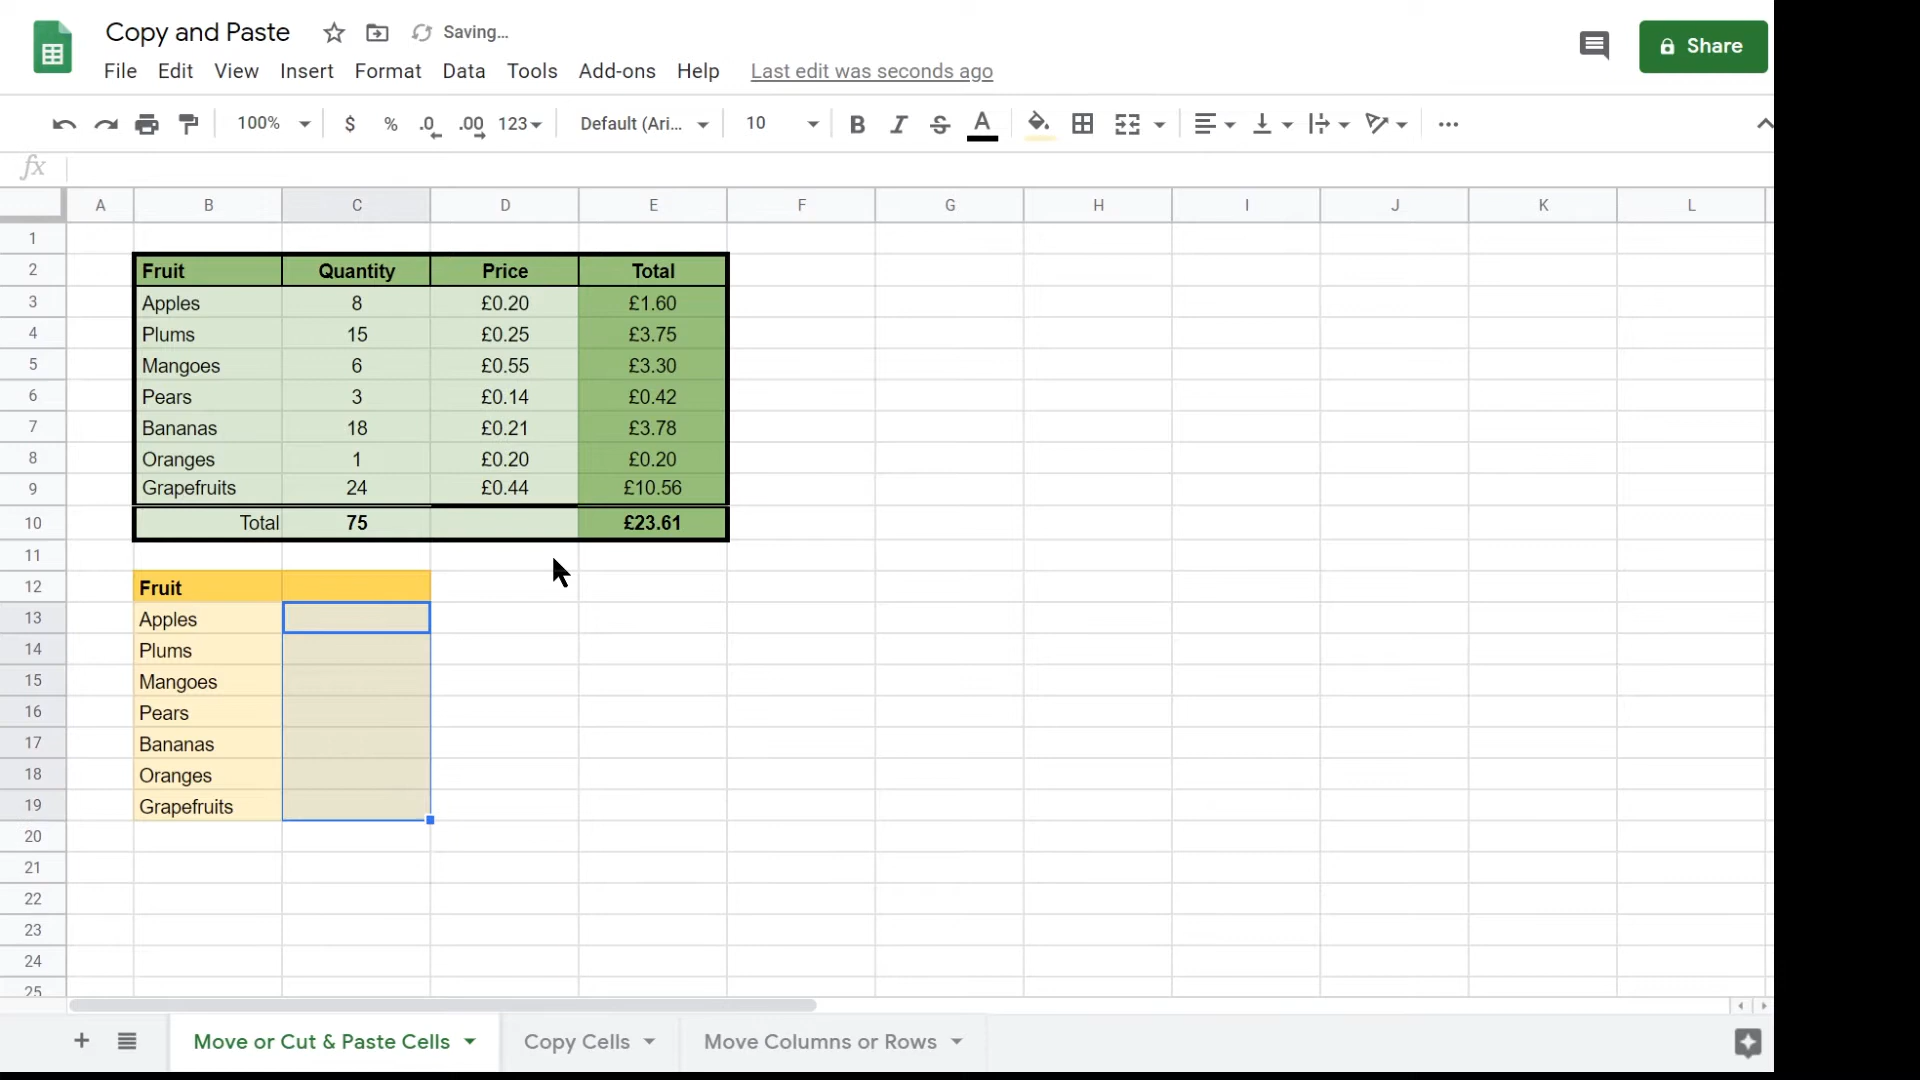 Copy and Paste Saving...
File Edit View Insert Format Data Tools Add-ons Help Last edit was seconds ago
Share
100% $ % .0 .00 123 Default (Ari... 10 B I S A
fx
A B C D E F G H I J K L
1
2 Fruit Quantity Price Total
3 Apples 8 £0.20 £1.60
4 Plums 15 £0.25 £3.75
5 Mangoes 6 £0.55 £3.30
6 Pears 3 £0.14 £0.42
7 Bananas 18 £0.21 £3.78
8 Oranges 1 £0.20 £0.20
9 Grapefruits 24 £0.44 £10.56
10 Total 75 £23.61
11
12 Fruit
13 Apples
14 Plums
15 Mangoes
16 Pears
17 Bananas
18 Oranges
19 Grapefruits
20
21
22
23
24
25
Move or Cut & Paste Cells Copy Cells Move Columns or Rows